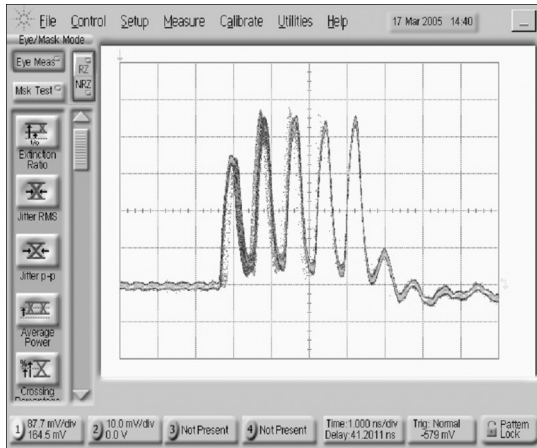 File Control Setup Measure Calibrate Utilities Help 17 Mar 2005 14:40
Eye/Mask Mode
Eye Meas
RZ
NRZ
Msk Test
Extinction
Ratio
Jitter RMS
Jitter p-p
Average
Power
Crossing
1) 87.7 mV/div
164.5 mV
2) 10.0 mV/div
0.0 V
3) Not Present
4) Not Present
Time:1.000 ns/div
Delay:41.2011 ns
Trig: Normal
-579 mV
Pattern
Lock